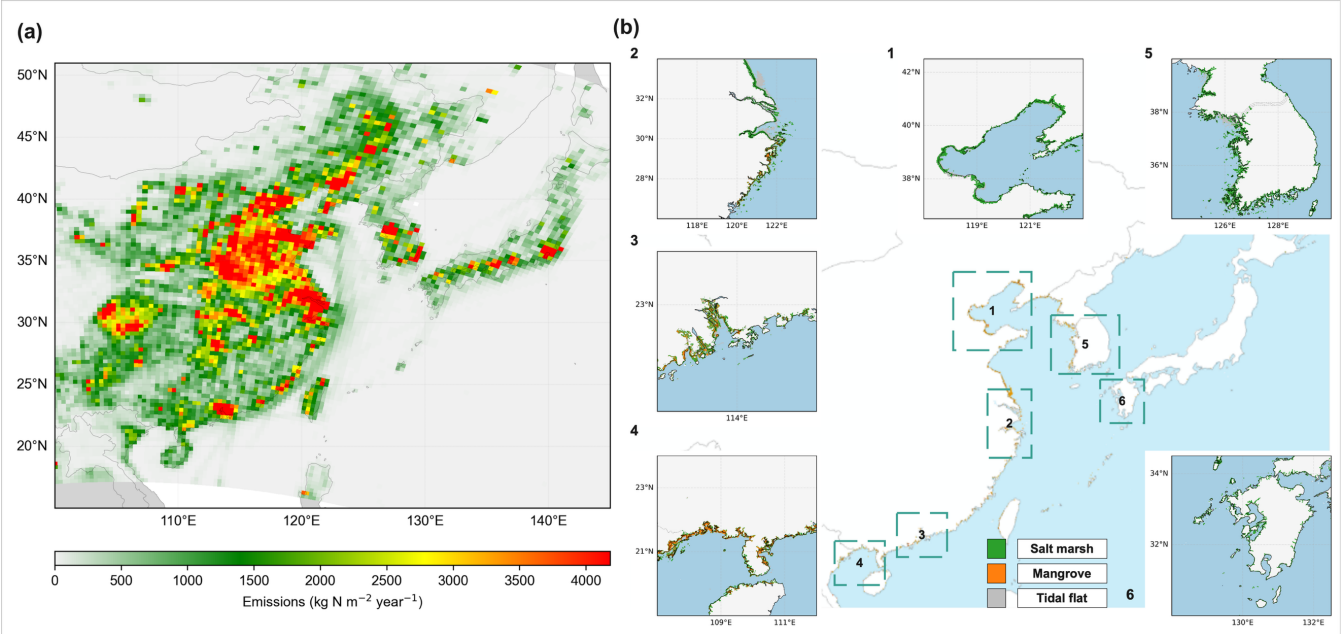 (a)
50°N
45°N
40°N
35°N
30°N
25°N
20°N
110°E 120°E 130°E 140°E
0 500 1000 1500 2000 2500 3000 3500 4000
Emissions (kg N m⁻² year⁻¹)
(b)
2
32°N
30°N
28°N
118°E 120°E 122°E
1
42°N
40°N
38°N
119°E 121°E
5
38°N
36°N
126°E 128°E
3
23°N
114°E
4
23°N
21°N
109°E 111°E
1
5
6
2
3
4
Salt marsh
Mangrove
Tidal flat
6
34°N
32°N
130°E 132°E